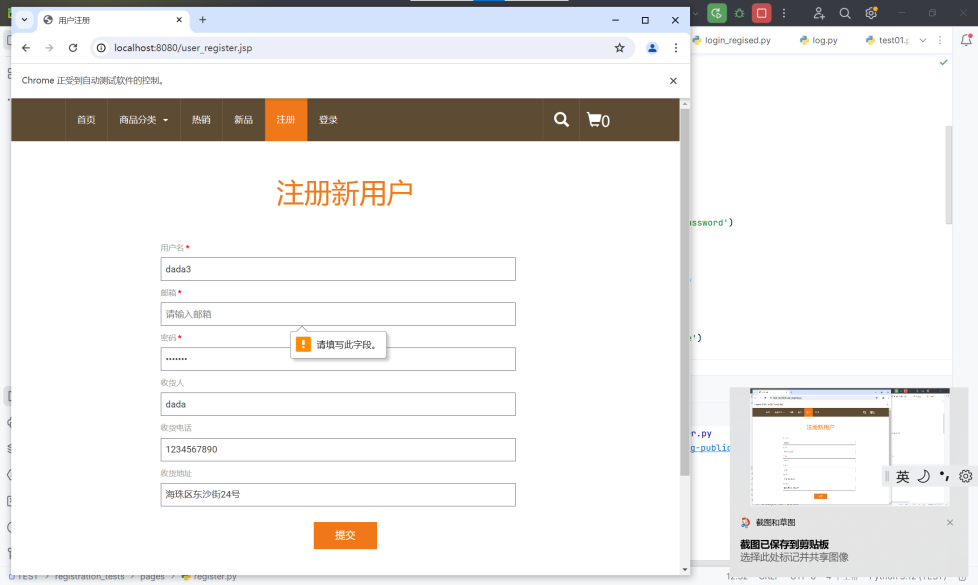 用户注册
localhost:8080/user_register.jsp
Chrome 正受到自动测试软件的控制。
首页 商品分类 热销 新品 注册 登录 0
注册新用户
用户名*
dada3
邮箱*
请输入邮箱
请填写此字段。
密码*
•••••••
收货人
dada
收货电话
1234567890
收货地址
海珠区东沙街24号
提交
login_regised.py log.py test01.
ssword')
')
r.py
g-public
英
截图和草图
截图已保存到剪贴板
选择此处标记并共享图像
TEST registration_tests pages register.py